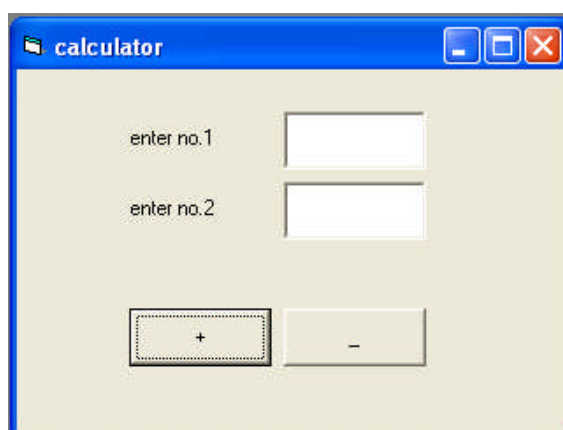 calculator
enter no.1
enter no.2
+ _